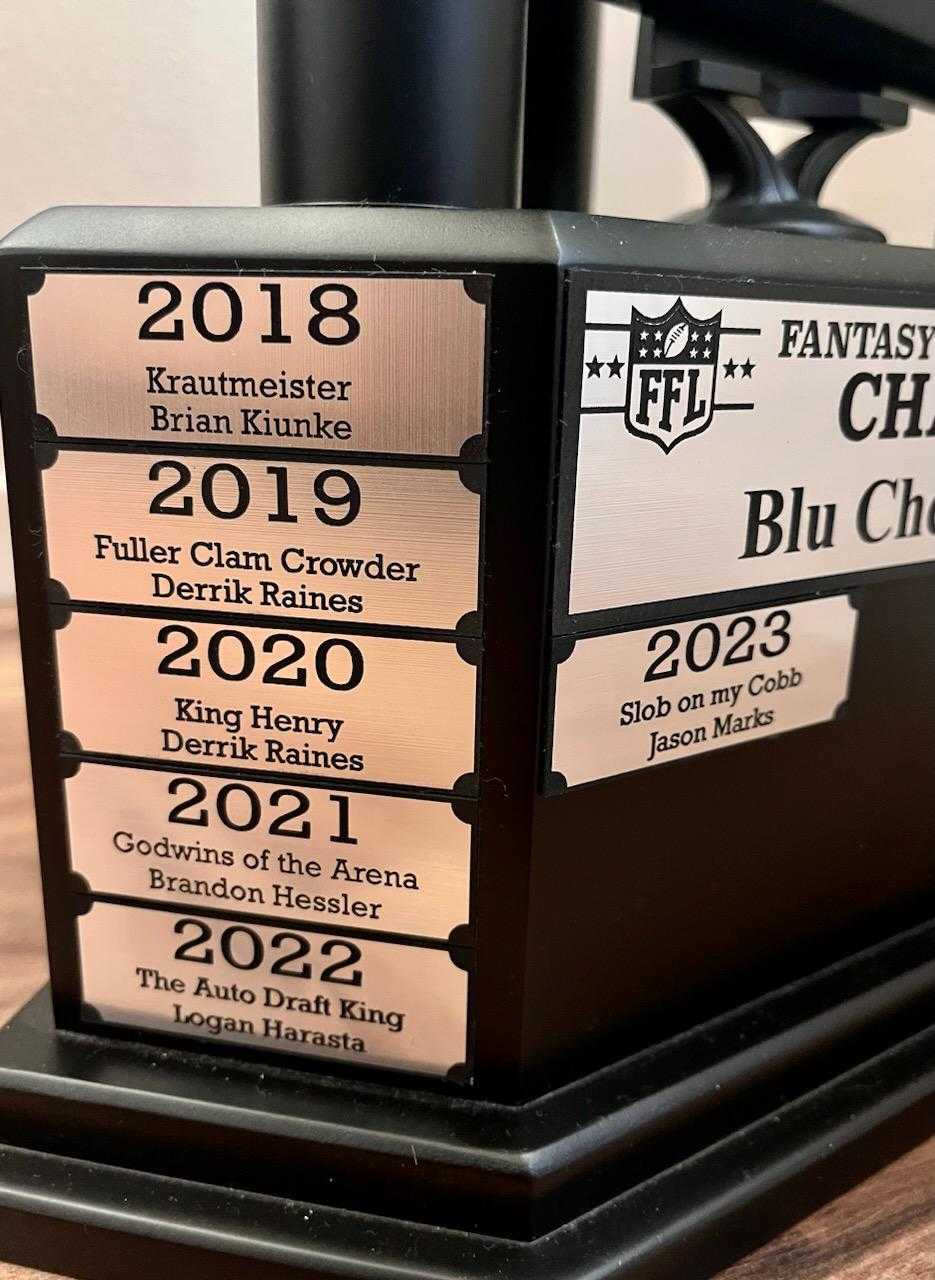 2018
Krautmeister
Brian Kiunke
2019
Fuller Clam Crowder
Derrik Raines
2020
King Henry
Derrik Raines
2021
Godwins of the Arena
Brandon Hessler
2022
The Auto Draft King
Logan Harasta
FFL
FANTASY
Blu
2023
Slob on my Cobb
Jason Marks